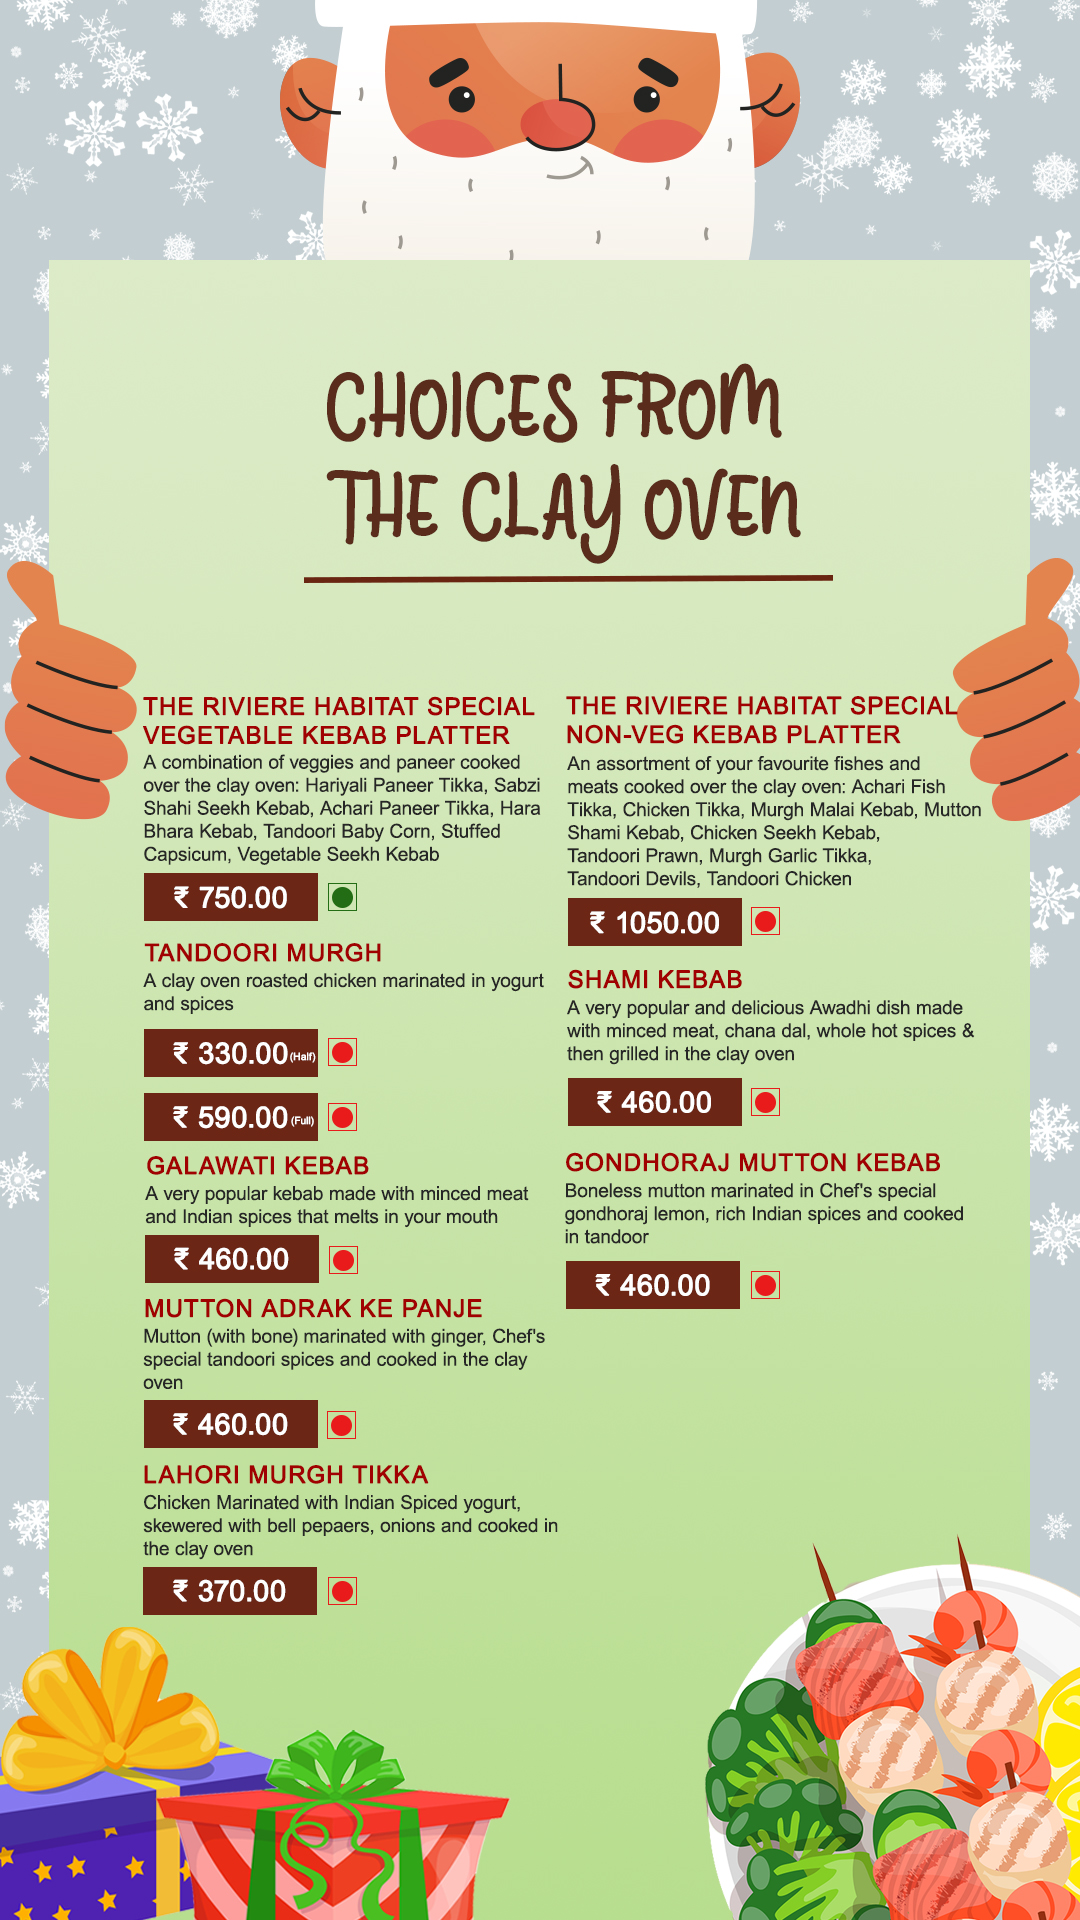 CHOICES FROM
THE CLAY OVEN
THE RIVIERE HABITAT SPECIAL
VEGETABLE KEBAB PLATTER
A combination of veggies and paneer cooked
over the clay oven: Hariyali Paneer Tikka, Sabzi
Shahi Seekh Kebab, Achari Paneer Tikka, Hara
Bhara Kebab, Tandoori Baby Corn, Stuffed
Capsicum, Vegetable Seekh Kebab
₹ 750.00
TANDOORI MURGH
A clay oven roasted chicken marinated in yogurt
and spices
₹ 330.00 (Half)
₹ 590.00 (Full)
GALAWATI KEBAB
A very popular kebab made with minced meat
and Indian spices that melts in your mouth
₹ 460.00
MUTTON ADRAK KE PANJE
Mutton (with bone) marinated with ginger, Chef's
special tandoori spices and cooked in the clay
oven
₹ 460.00
LAHORI MURGH TIKKA
Chicken Marinated with Indian Spiced yogurt,
skewered with bell pepaers, onions and cooked in
the clay oven
₹ 370.00
THE RIVIERE HABITAT SPECIAL
NON-VEG KEBAB PLATTER
An assortment of your favourite fishes and
meats cooked over the clay oven: Achari Fish
Tikka, Chicken Tikka, Murgh Malai Kebab, Mutton
Shami Kebab, Chicken Seekh Kebab,
Tandoori Prawn, Murgh Garlic Tikka,
Tandoori Devils, Tandoori Chicken
₹ 1050.00
SHAMI KEBAB
A very popular and delicious Awadhi dish made
with minced meat, chana dal, whole hot spices &
then grilled in the clay oven
₹ 460.00
GONDHORAJ MUTTON KEBAB
Boneless mutton marinated in Chef's special
gondhoraj lemon, rich Indian spices and cooked
in tandoor
₹ 460.00